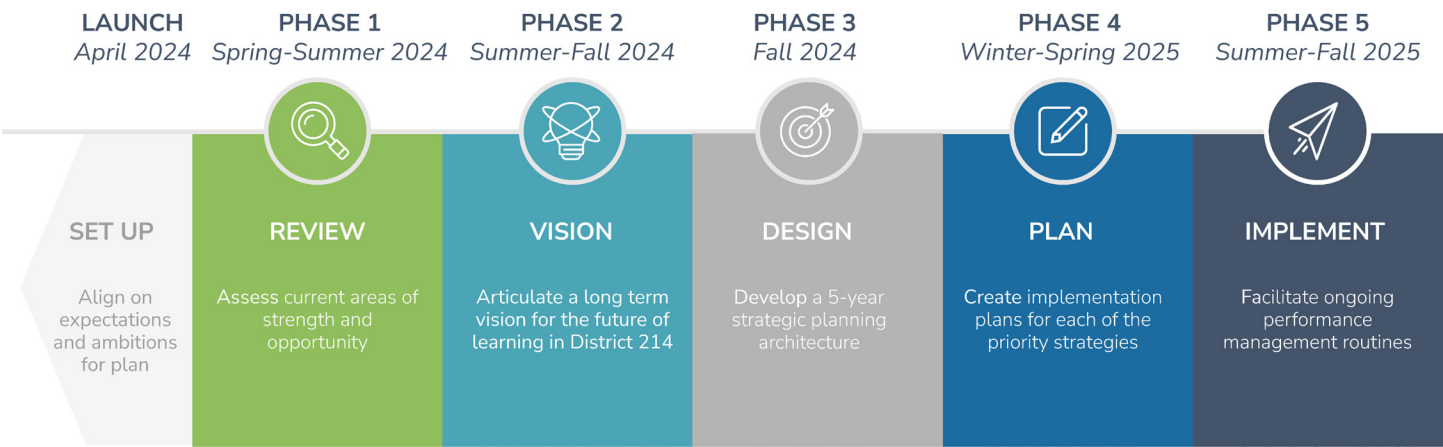 LAUNCH
April 2024
PHASE 1
Spring-Summer 2024
PHASE 2
Summer-Fall 2024
PHASE 3
Fall 2024
PHASE 4
Winter-Spring 2025
PHASE 5
Summer-Fall 2025
SET UP
Align on
expectations
and ambitions
for plan
REVIEW
Assess current areas of
strength and
opportunity
VISION
Articulate a long term
vision for the future of
learning in District 214
DESIGN
Develop a 5-year
strategic planning
architecture
PLAN
Create implementation
plans for each of the
priority strategies
IMPLEMENT
Facilitate ongoing
performance
management routines